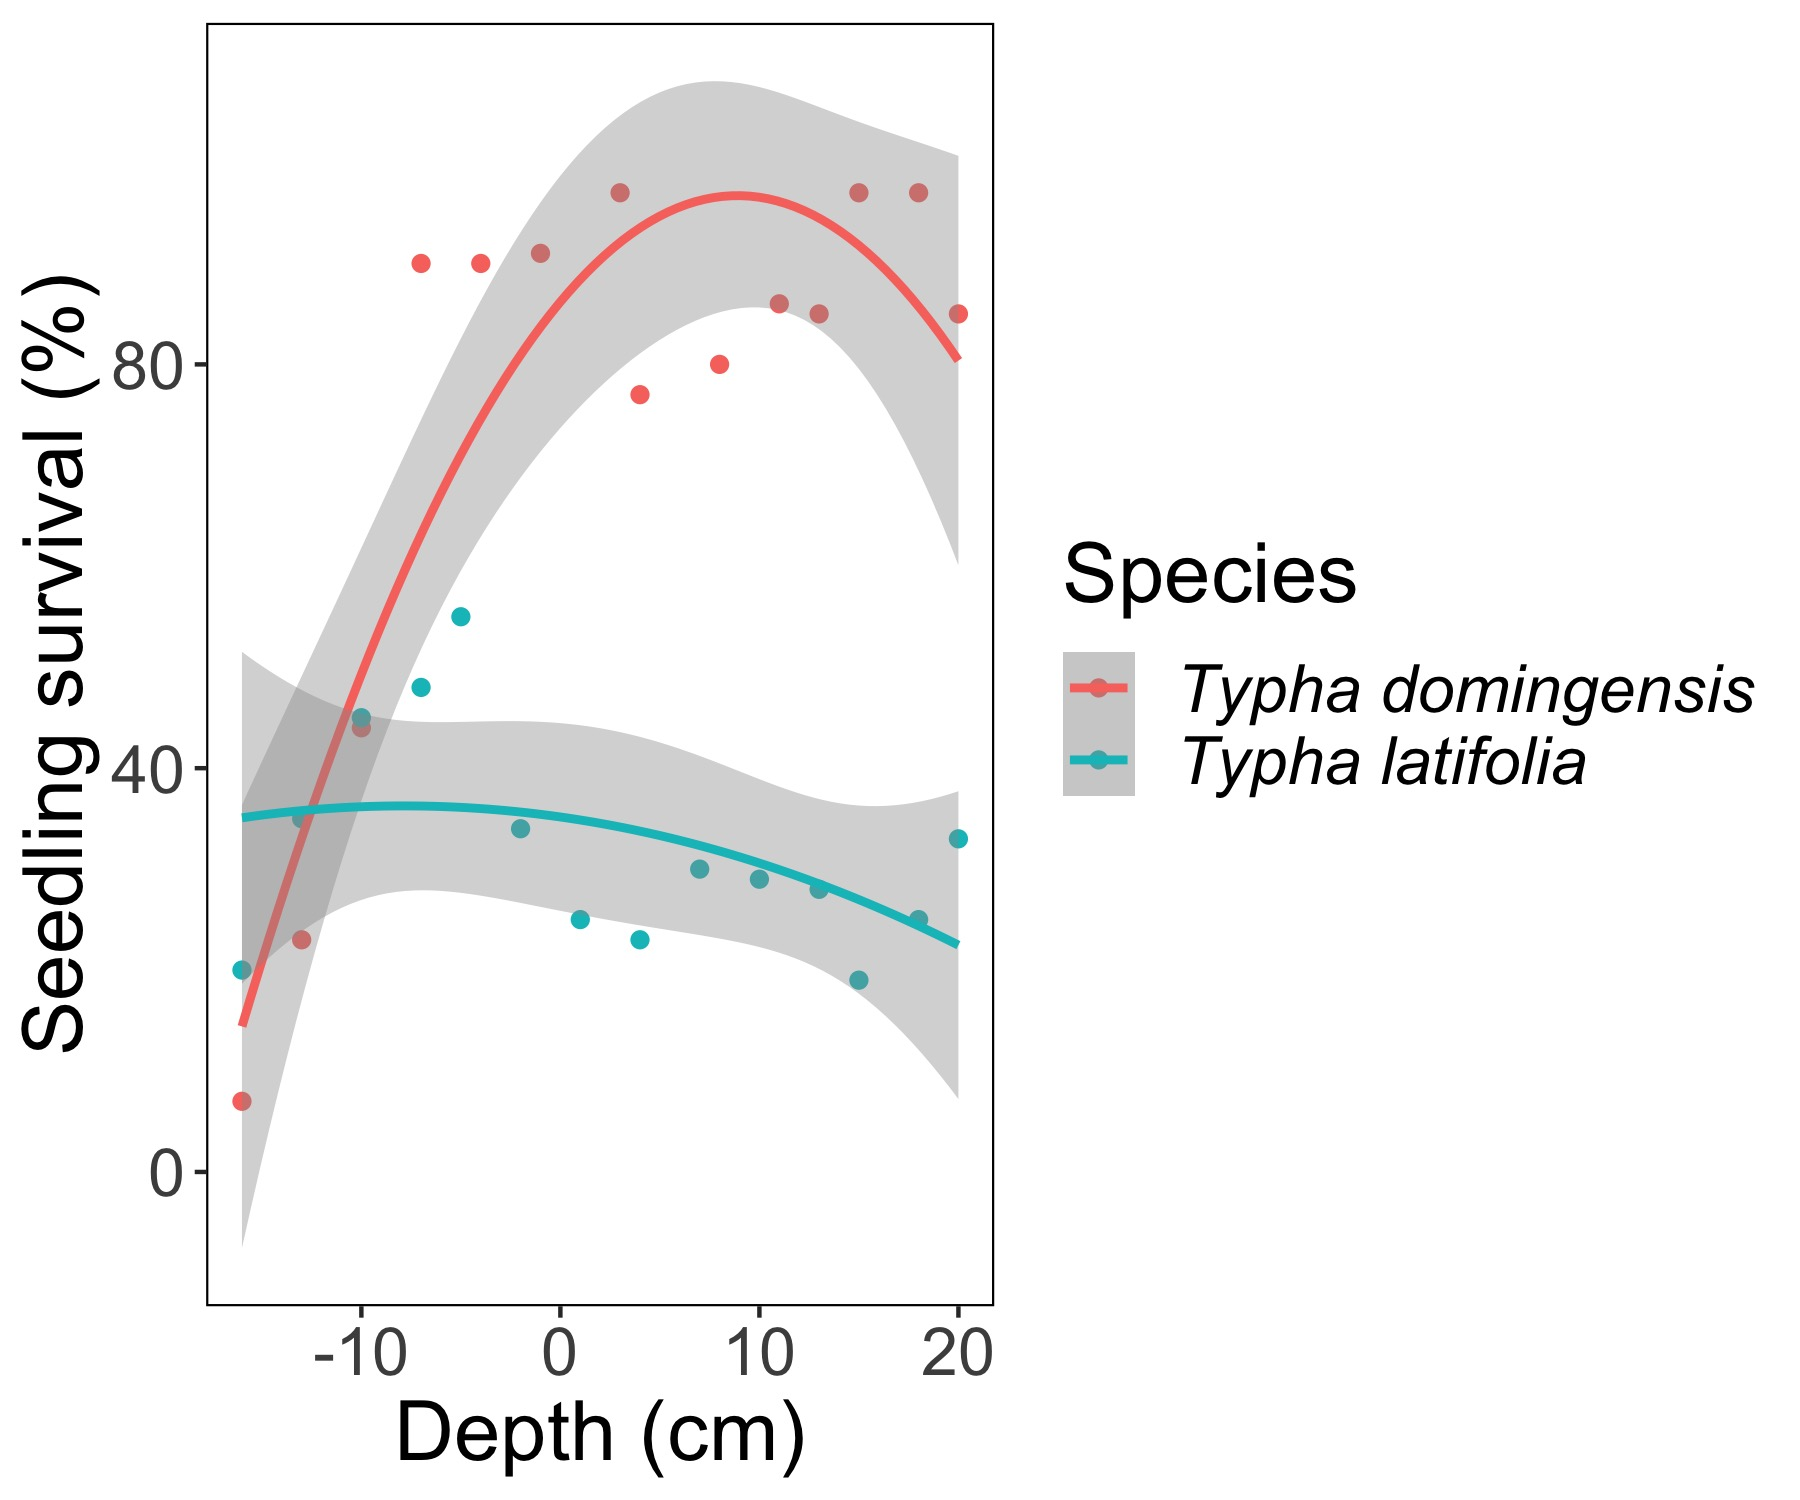 Seedling survival (%)
80
40
0
-10 0 10 20
Depth (cm)
Species
Typha domingensis
Typha latifolia